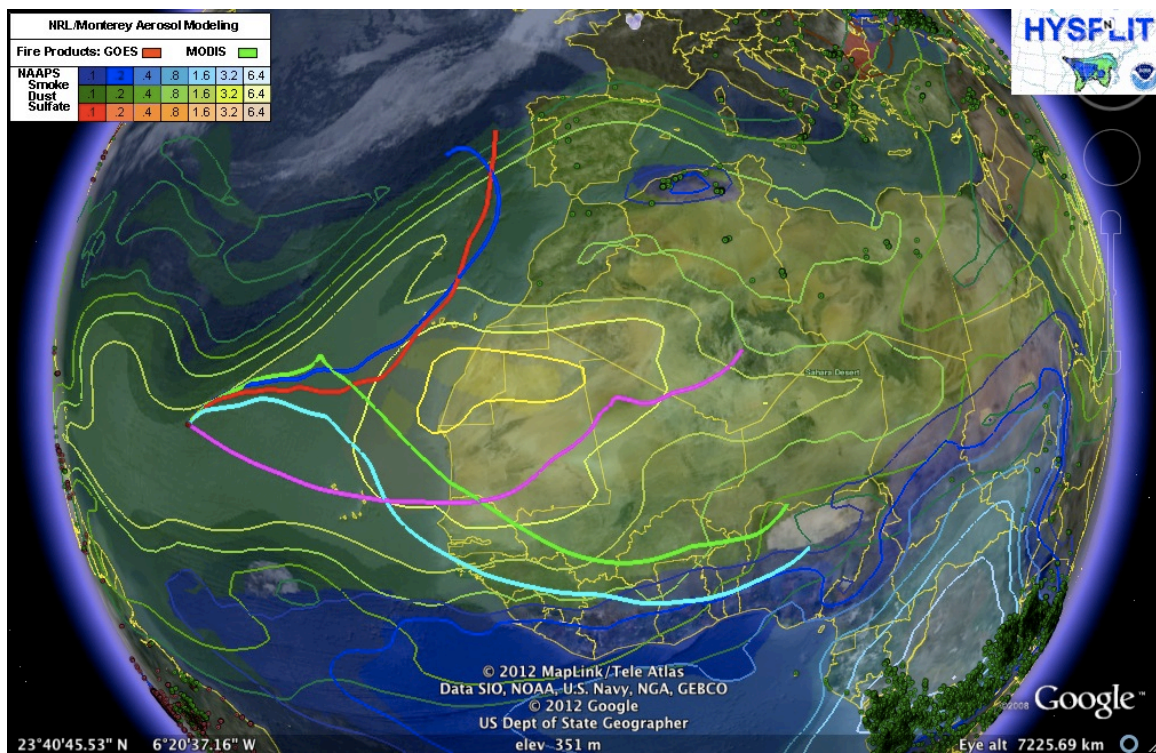 NRL/Monterey Aerosol Modeling
Fire Products: GOES MODIS
NAAPS
Smoke .1 .2 .4 .8 1.6 3.2 6.4
Dust .1 .2 .4 .8 1.6 3.2 6.4
Sulfate .1 .2 .4 .8 1.6 3.2 6.4
HYSPLIT
NOAA
Sahara Desert
© 2012 MapLink/Tele Atlas
Data SIO, NOAA, U.S. Navy, NGA, GEBCO
© 2012 Google
US Dept of State Geographer
©2008 Google
23°40'45.53" N 6°20'37.16" W elev 351 m Eye alt 7225.69 km